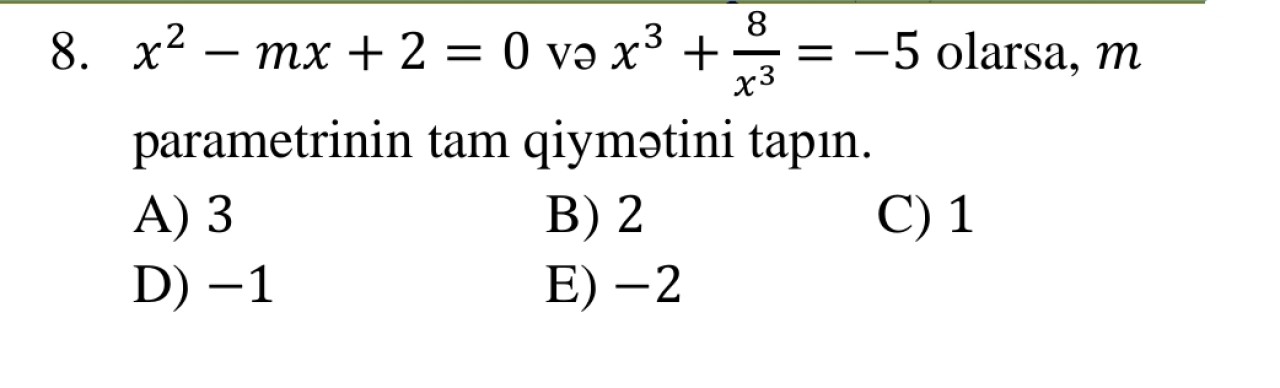 8. x² − mx + 2 = 0 və x³ + 8/x³ = −5 olarsa, m
parametrinin tam qiymətini tapın.
A) 3 B) 2 C) 1
D) −1 E) −2